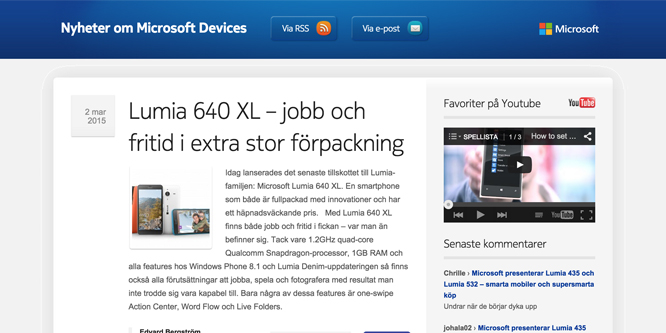 Nyheter om Microsoft Devices
Via RSS
Via e-post
Microsoft
2 mar
2015
Lumia 640 XL – jobb och
fritid i extra stor förpackning
Idag lanserades det senaste tillskottet till Lumia-
familjen: Microsoft Lumia 640 XL. En smartphone
som både är fullpackad med innovationer och har
ett häpnadsväckande pris. Med Lumia 640 XL
finns både jobb och fritid i fickan – var man än
befinner sig. Tack vare 1.2GHz quad-core
Qualcomm Snapdragon-processor, 1GB RAM och
alla features hos Windows Phone 8.1 och Lumia Denim-uppdateringen så finns
också alla förutsättningar att jobba, spela och fotografera med resultat man
inte trodde sig vara kapabel till. Bara några av dessa features är one-swipe
Action Center, Word Flow och Live Folders.
Edvard Bergström
Favoriter på Youtube
YouTube
SPELLISTA 1 / 3 How to set ...
YouTube
Senaste kommentarer
Chrille › Microsoft presenterar Lumia 435 och
Lumia 532 – smarta mobiler och supersmarta
köp
Undrar när de börjar dyka upp
johala02 › Microsoft presenterar Lumia 435